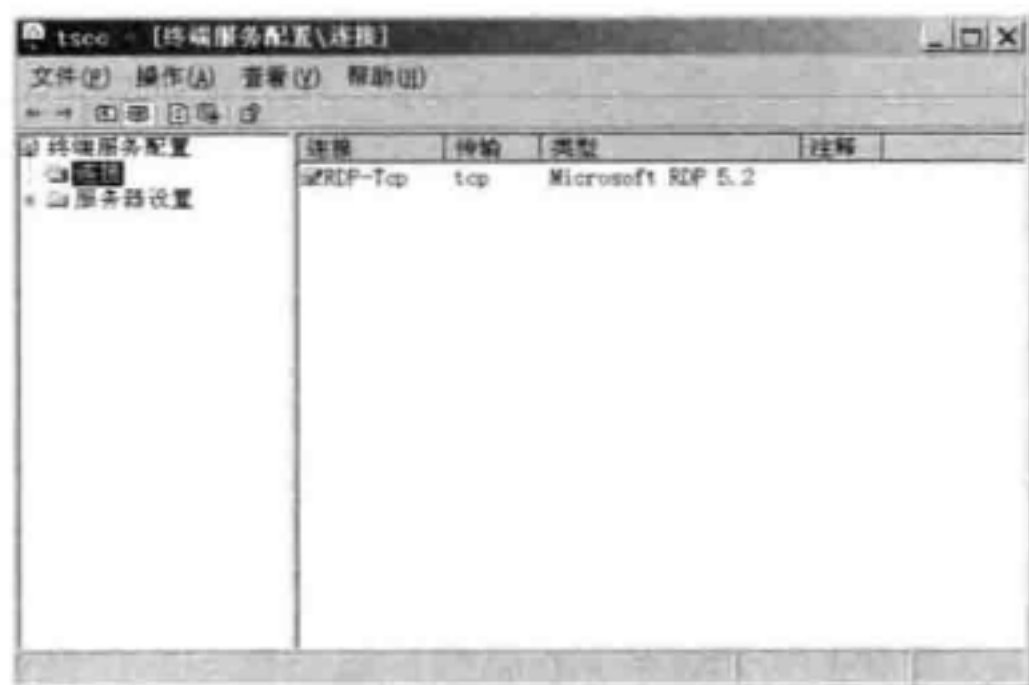 tscc - [终端服务配置\连接]
文件(F) 操作(A) 查看(V) 帮助(H)
终端服务配置
连接
服务器设置
连接 传输 类型 注释
RDP-Tcp tcp Microsoft RDP 5.2